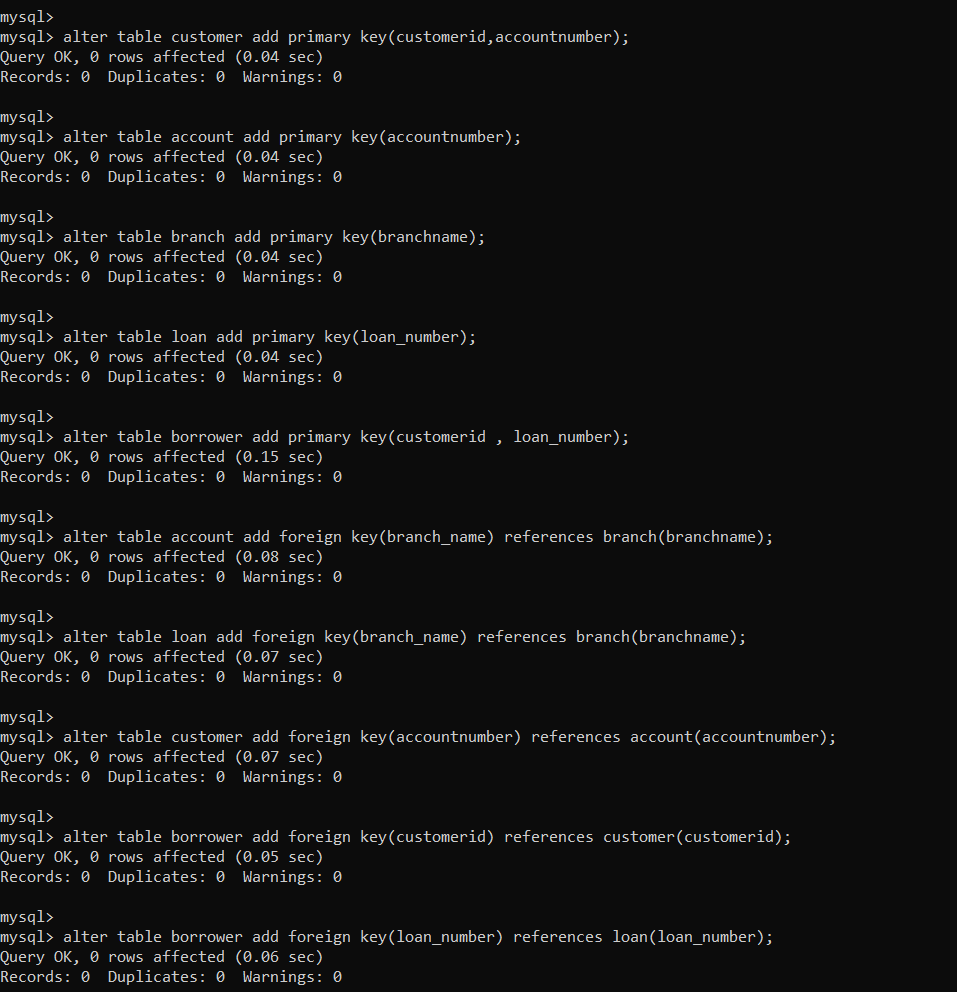 mysql>
mysql> alter table customer add primary key(customerid,accountnumber);
Query OK, 0 rows affected (0.04 sec)
Records: 0  Duplicates: 0  Warnings: 0

mysql>
mysql> alter table account add primary key(accountnumber);
Query OK, 0 rows affected (0.04 sec)
Records: 0  Duplicates: 0  Warnings: 0

mysql>
mysql> alter table branch add primary key(branchname);
Query OK, 0 rows affected (0.04 sec)
Records: 0  Duplicates: 0  Warnings: 0

mysql>
mysql> alter table loan add primary key(loan_number);
Query OK, 0 rows affected (0.04 sec)
Records: 0  Duplicates: 0  Warnings: 0

mysql>
mysql> alter table borrower add primary key(customerid , loan_number);
Query OK, 0 rows affected (0.15 sec)
Records: 0  Duplicates: 0  Warnings: 0

mysql>
mysql> alter table account add foreign key(branch_name) references branch(branchname);
Query OK, 0 rows affected (0.08 sec)
Records: 0  Duplicates: 0  Warnings: 0

mysql>
mysql> alter table loan add foreign key(branch_name) references branch(branchname);
Query OK, 0 rows affected (0.07 sec)
Records: 0  Duplicates: 0  Warnings: 0

mysql>
mysql> alter table customer add foreign key(accountnumber) references account(accountnumber);
Query OK, 0 rows affected (0.07 sec)
Records: 0  Duplicates: 0  Warnings: 0

mysql>
mysql> alter table borrower add foreign key(customerid) references customer(customerid);
Query OK, 0 rows affected (0.05 sec)
Records: 0  Duplicates: 0  Warnings: 0

mysql>
mysql> alter table borrower add foreign key(loan_number) references loan(loan_number);
Query OK, 0 rows affected (0.06 sec)
Records: 0  Duplicates: 0  Warnings: 0